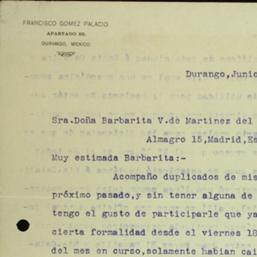 FRANCISCO GOMEZ PALACIO
APARTADO 80.
DURANGO, MEXICO
Durango, Junio
Sra.Doña Barbarita V.de Martinez del
Almagro 15,Madrid,Es
Muy estimada Barbarita:-
Acompaño duplicados de mis
próximo pasado,y sin tener alguna de
tengo el gusto de participarle que ya
cierta formalidad desde el viernes 18
del mes en curso,solamente habían caí